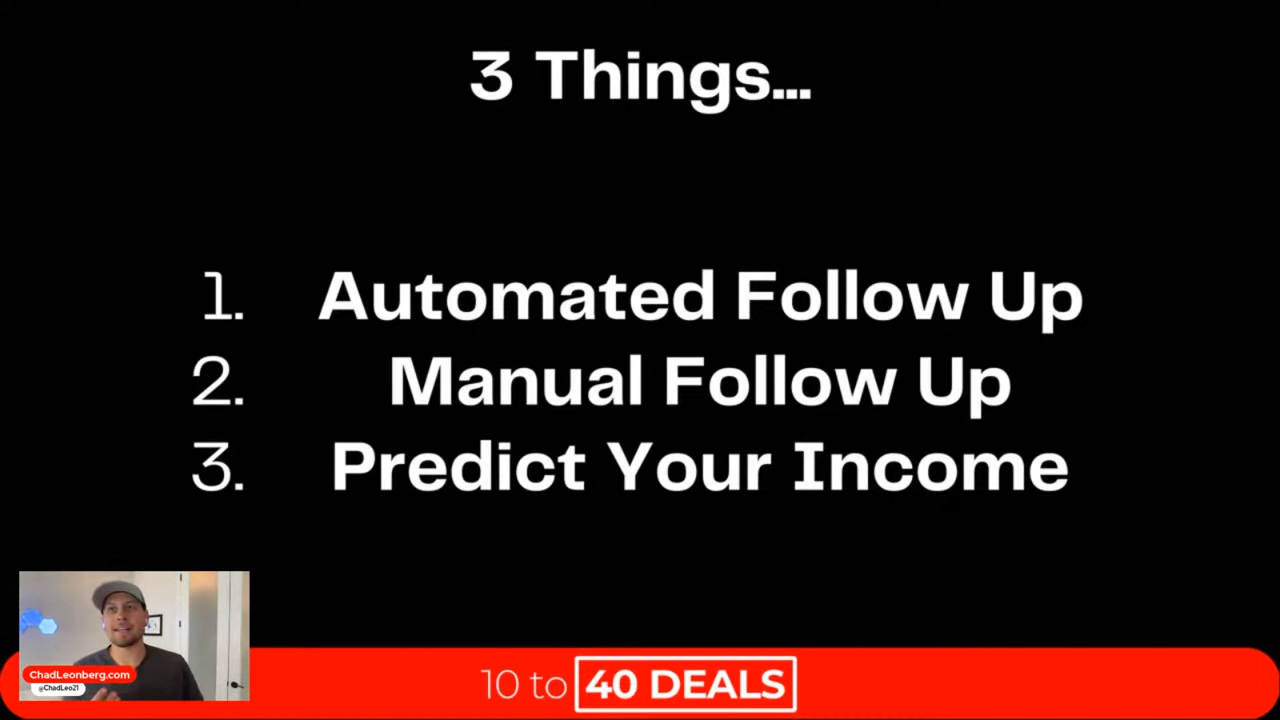 3 Things...
1. Automated Follow Up
2. Manual Follow Up
3. Predict Your Income
ChadLeonberg.com
@ChadLeo21
10 to 40 DEALS